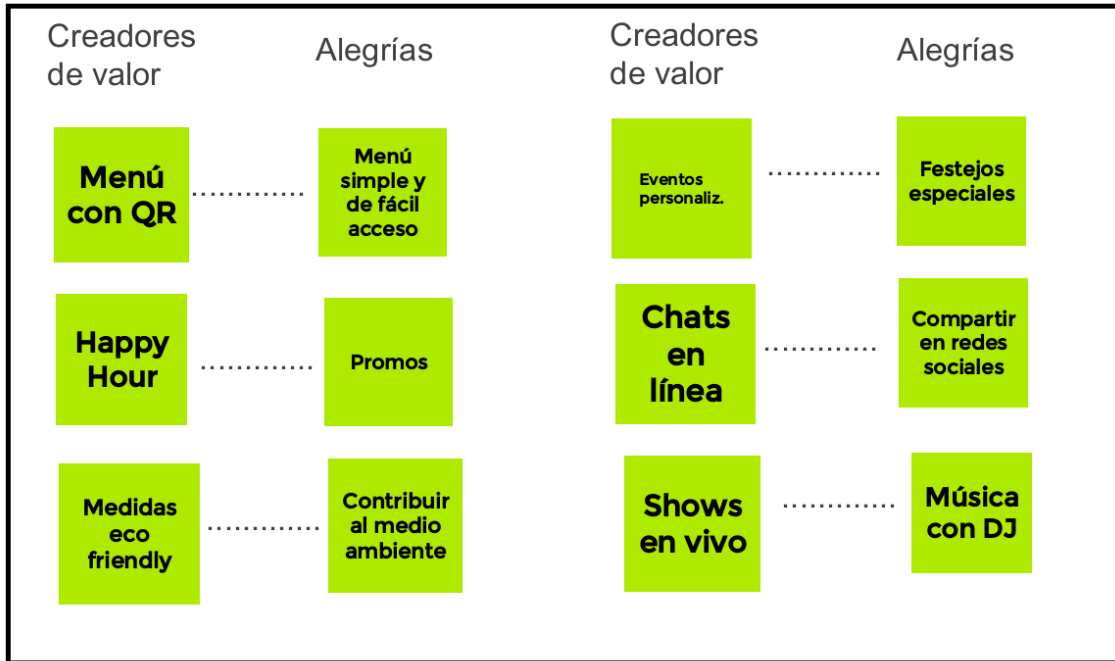 Creadores
de valor
Alegrías
Menú
con QR
............
Menú
simple y
de fácil
acceso
Happy
Hour
............
Promos
Medidas
eco
friendly
............
Contribuir
al medio
ambiente
Creadores
de valor
Alegrías
Eventos
personaliz.
............
Festejos
especiales
Chats
en
línea
............
Compartir
en redes
sociales
Shows
en vivo
............
Música
con DJ